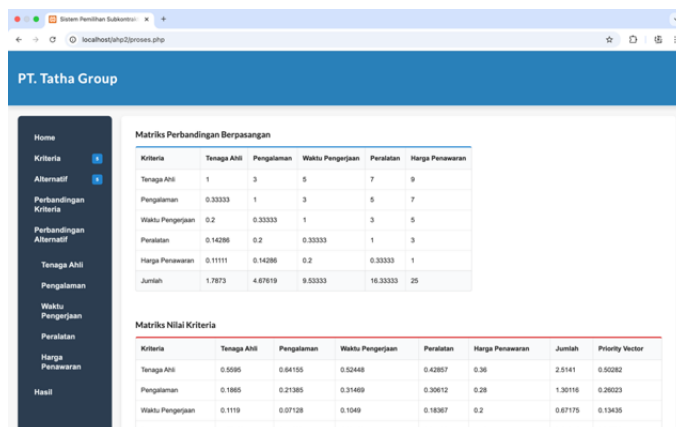 Sistem Pemilihan Subkontrak
localhost/ahp2/proses.php
PT. Tatha Group
Home
Kriteria
Alternatif
Perbandingan
Kriteria
Perbandingan
Alternatif
Tenaga Ahli
Pengalaman
Waktu
Pengerjaan
Peralatan
Harga
Penawaran
Hasil
Matriks Perbandingan Berpasangan
Kriteria Tenaga Ahli Pengalaman Waktu Pengerjaan Peralatan Harga Penawaran
Tenaga Ahli 1 3 5 7 9
Pengalaman 0.33333 1 3 5 7
Waktu Pengerjaan 0.2 0.33333 1 3 5
Peralatan 0.14286 0.2 0.33333 1 3
Harga Penawaran 0.11111 0.14286 0.2 0.33333 1
Jumlah 1.7873 4.67619 9.53333 16.33333 25
Matriks Nilai Kriteria
Kriteria Tenaga Ahli Pengalaman Waktu Pengerjaan Peralatan Harga Penawaran Jumlah Priority Vector
Tenaga Ahli 0.5595 0.64155 0.52448 0.42857 0.36 2.5141 0.50282
Pengalaman 0.1865 0.21385 0.31469 0.30612 0.28 1.30116 0.26023
Waktu Pengerjaan 0.1119 0.07128 0.1049 0.18367 0.2 0.67175 0.13435